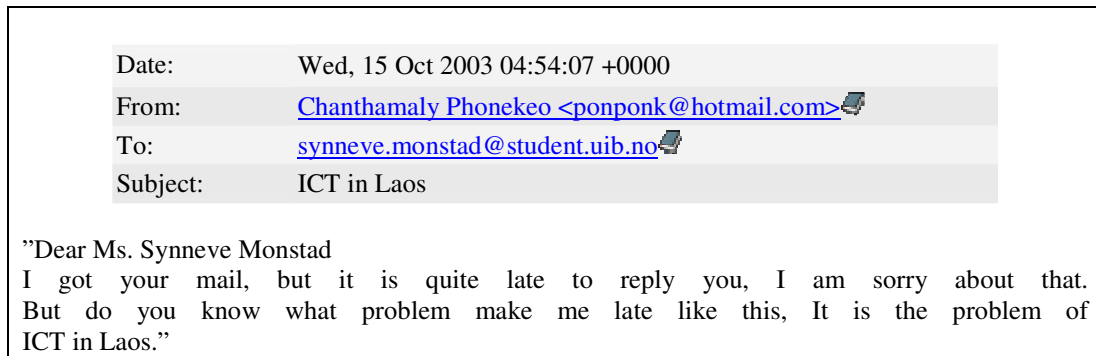 Date: Wed, 15 Oct 2003 04:54:07 +0000
From: Chanthamaly Phonekeo <ponponk@hotmail.com>
To: synneve.monstad@student.uib.no
Subject: ICT in Laos
”Dear Ms. Synneve Monstad
I got your mail, but it is quite late to reply you, I am sorry about that.
But do you know what problem make me late like this, It is the problem of
ICT in Laos.”